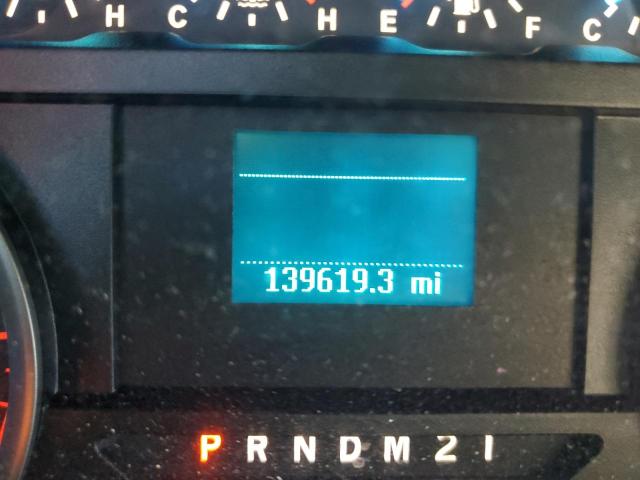 H C H E F C
139619.3 mi
P R N D M 2 1